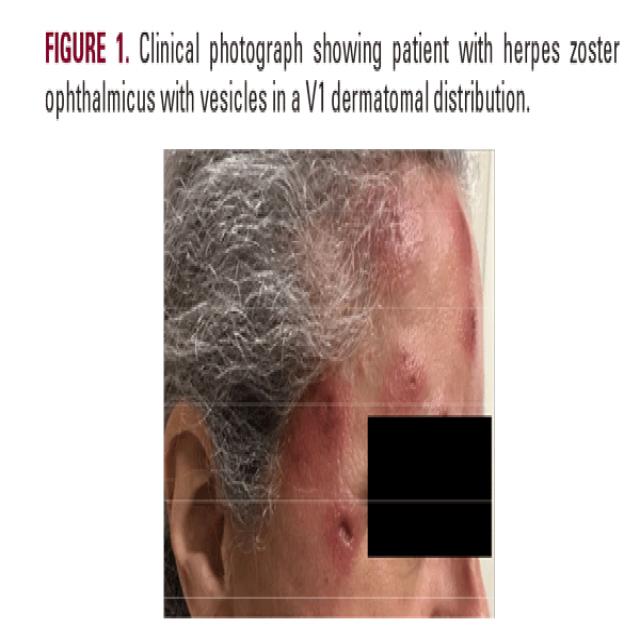 FIGURE 1. Clinical photograph showing patient with herpes zoster
ophthalmicus with vesicles in a V1 dermatomal distribution.